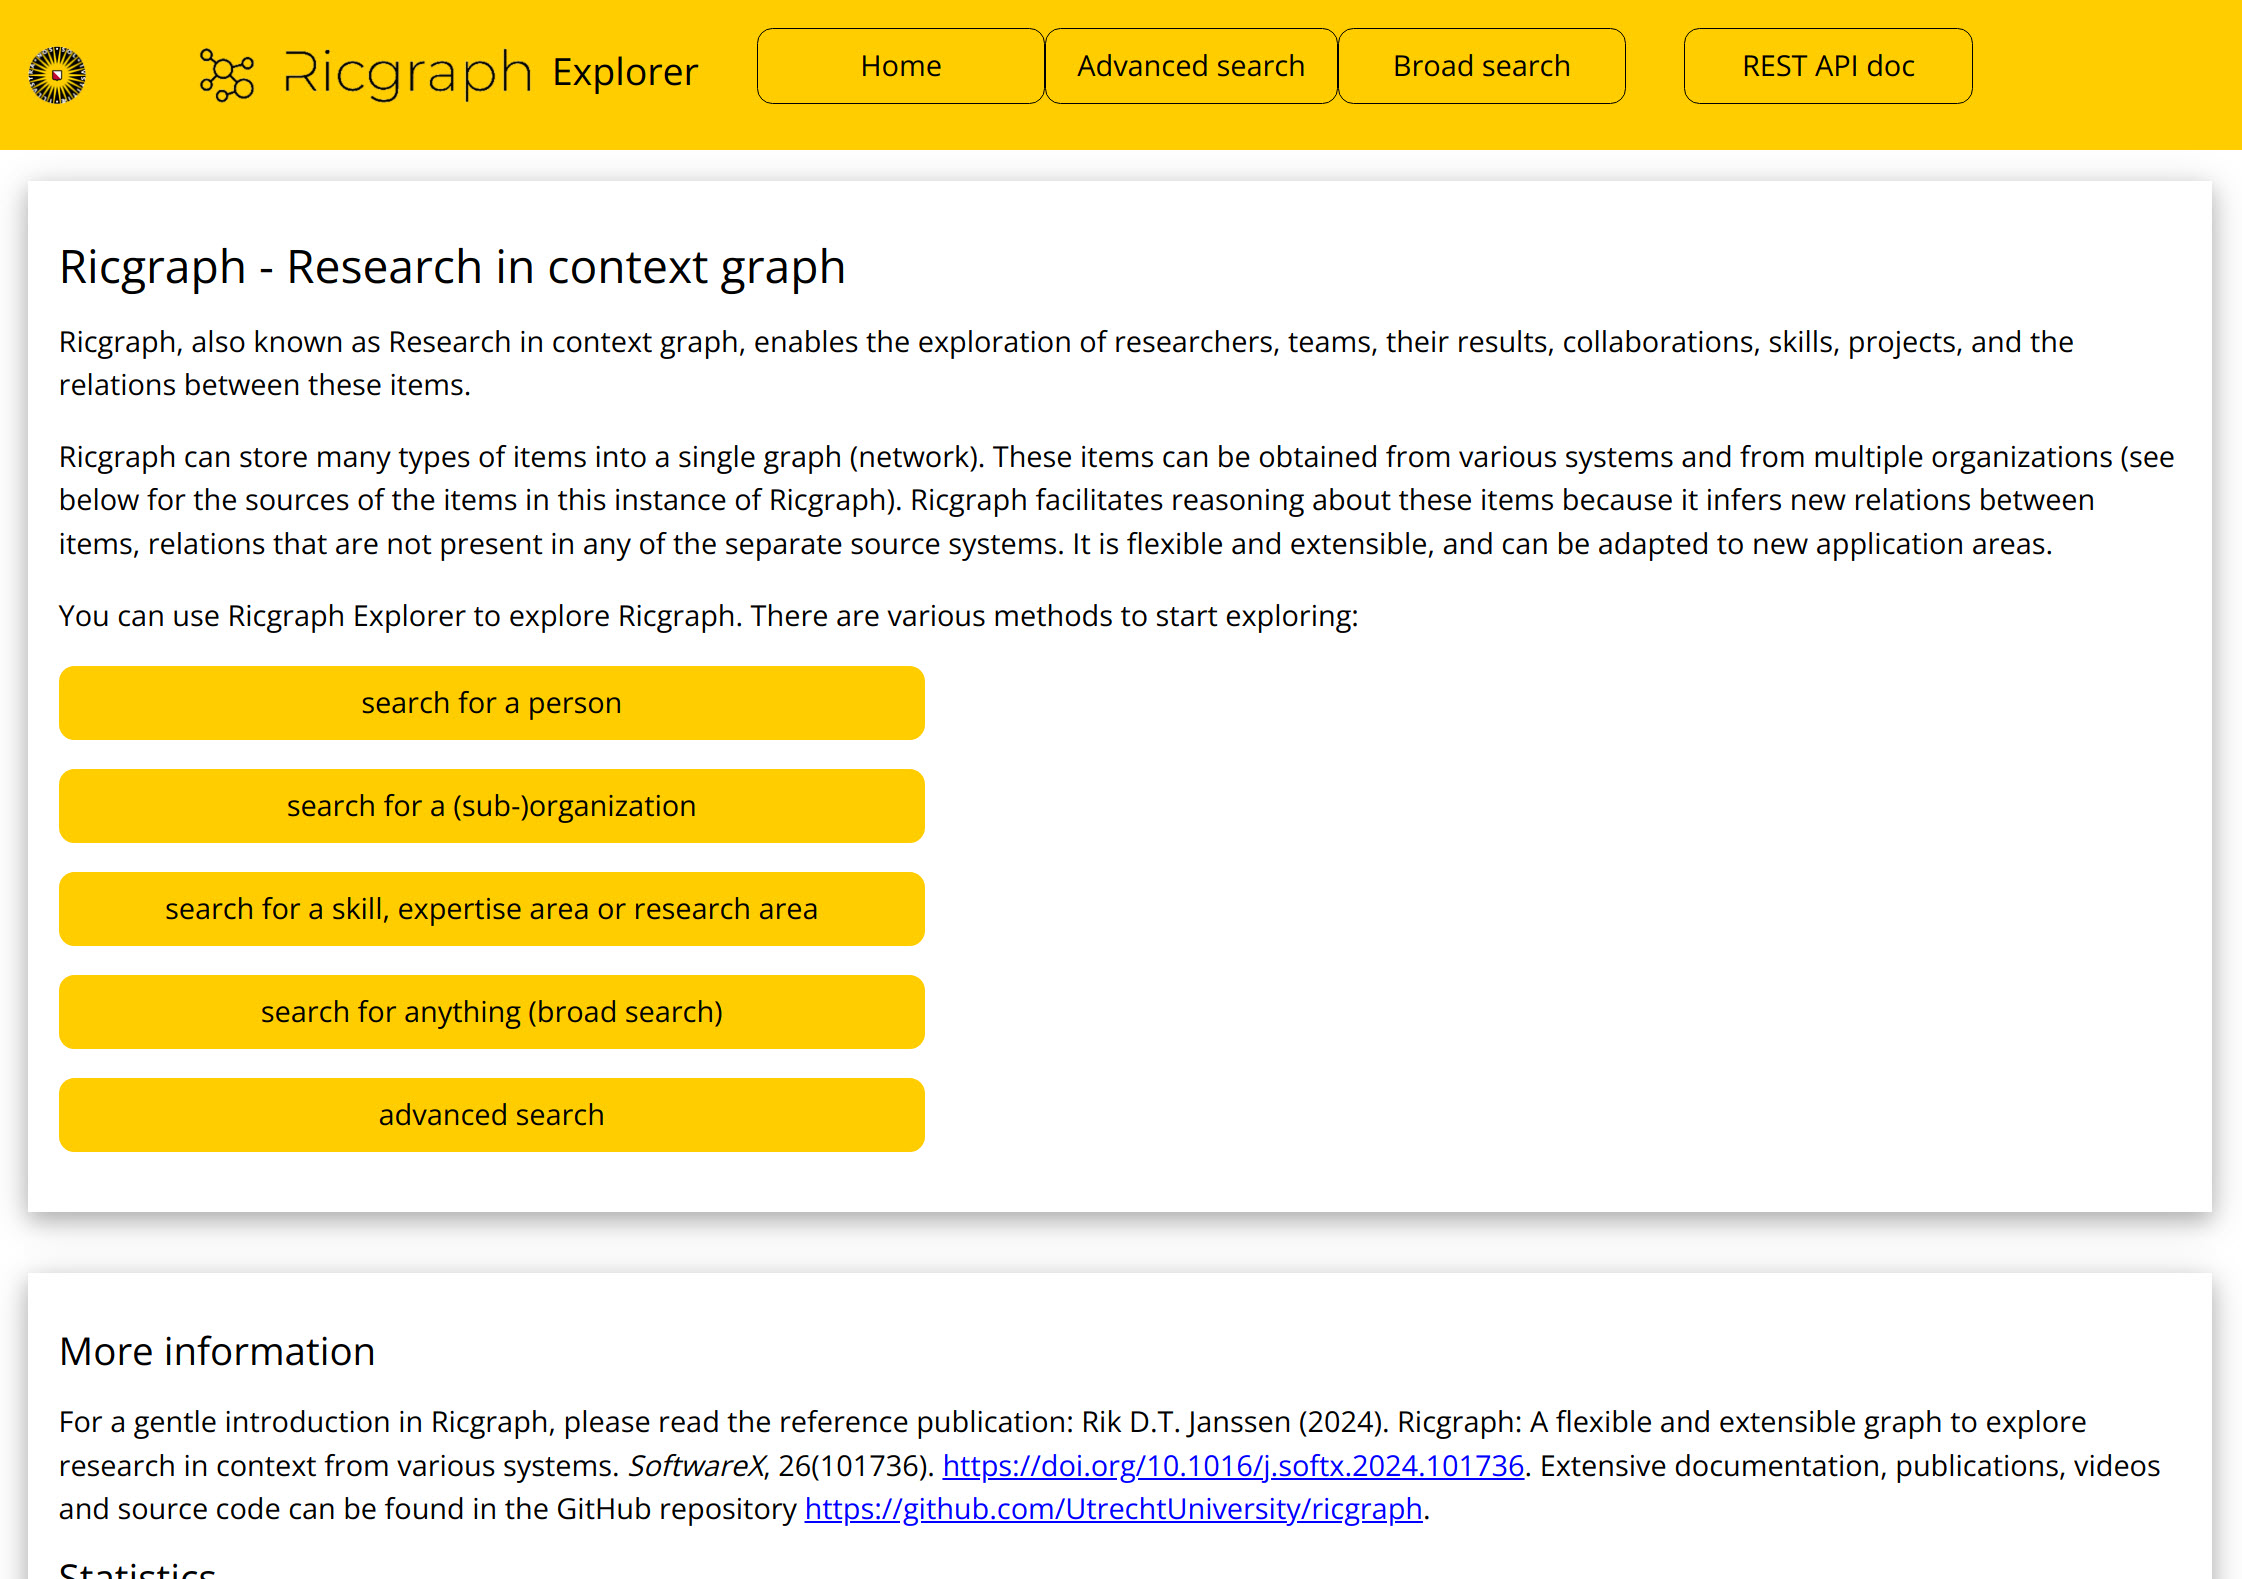 Ricgraph Explorer
Home
Advanced search
Broad search
REST API doc
Ricgraph - Research in context graph
Ricgraph, also known as Research in context graph, enables the exploration of researchers, teams, their results, collaborations, skills, projects, and the
relations between these items.
Ricgraph can store many types of items into a single graph (network). These items can be obtained from various systems and from multiple organizations (see
below for the sources of the items in this instance of Ricgraph). Ricgraph facilitates reasoning about these items because it infers new relations between
items, relations that are not present in any of the separate source systems. It is flexible and extensible, and can be adapted to new application areas.
You can use Ricgraph Explorer to explore Ricgraph. There are various methods to start exploring:
search for a person
search for a (sub-)organization
search for a skill, expertise area or research area
search for anything (broad search)
advanced search
More information
For a gentle introduction in Ricgraph, please read the reference publication: Rik D.T. Janssen (2024). Ricgraph: A flexible and extensible graph to explore
research in context from various systems. SoftwareX, 26(101736). https://doi.org/10.1016/j.softx.2024.101736. Extensive documentation, publications, videos
and source code can be found in the GitHub repository https://github.com/UtrechtUniversity/ricgraph.
Statistics